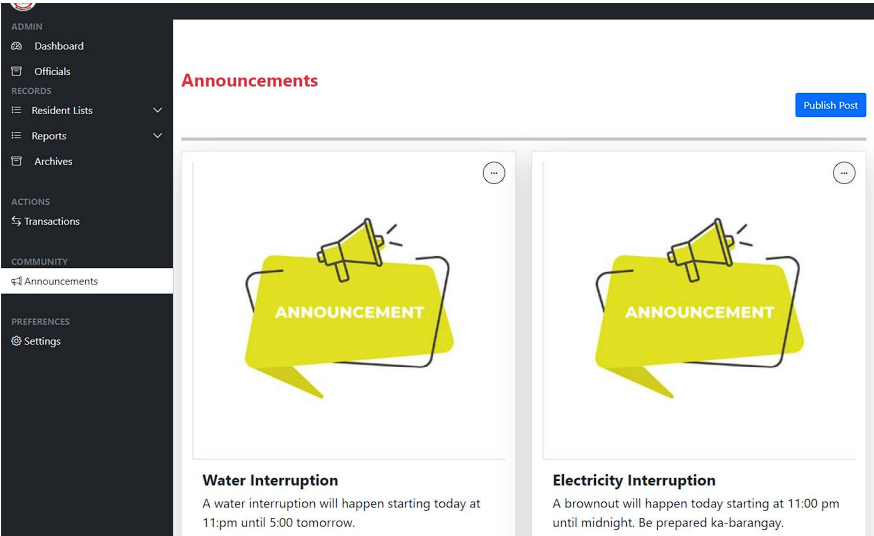 ADMIN
Dashboard
Officials
RECORDS
Resident Lists
Reports
Archives
ACTIONS
Transactions
COMMUNITY
Announcements
PREFERENCES
Settings
Announcements
Publish Post
ANNOUNCEMENT
Water Interruption
A water interruption will happen starting today at
11:pm until 5:00 tomorrow.
ANNOUNCEMENT
Electricity Interruption
A brownout will happen today starting at 11:00 pm
until midnight. Be prepared ka-barangay.